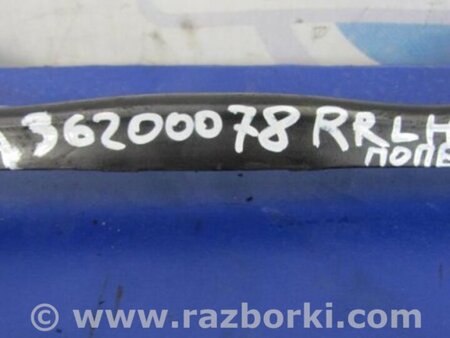 36200078 RRLH
ПОПЕ
© www.razborki.com